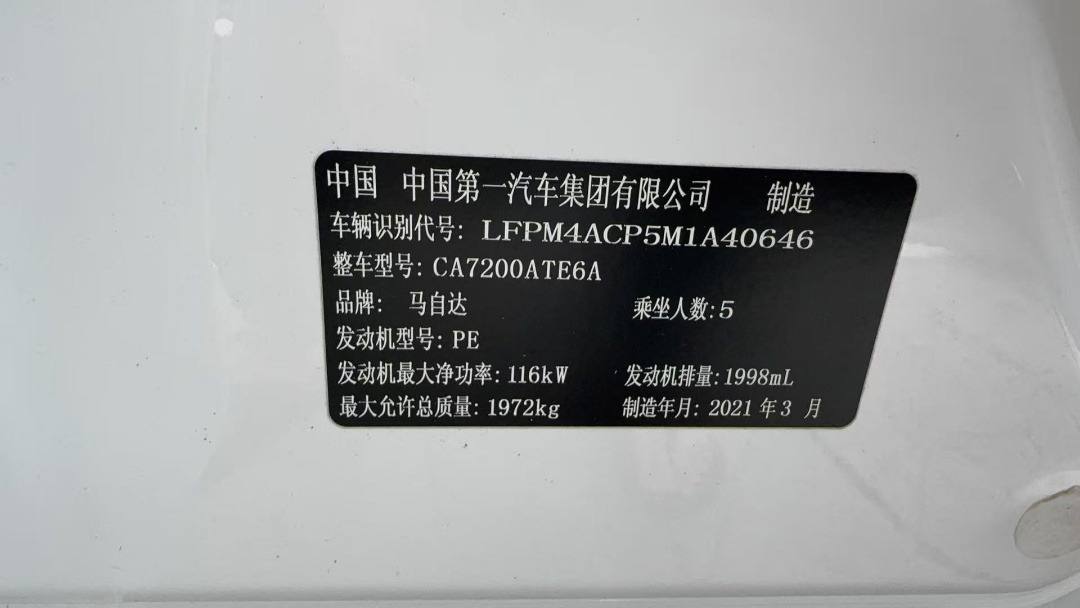 中国 中国第一汽车集团有限公司 制造
车辆识别代号: LFPM4ACP5M1A40646
整车型号: CA7200ATE6A
品牌: 马自达 乘坐人数: 5
发动机型号: PE
发动机最大净功率: 116kW 发动机排量: 1998mL
最大允许总质量: 1972kg 制造年月: 2021 年 3 月